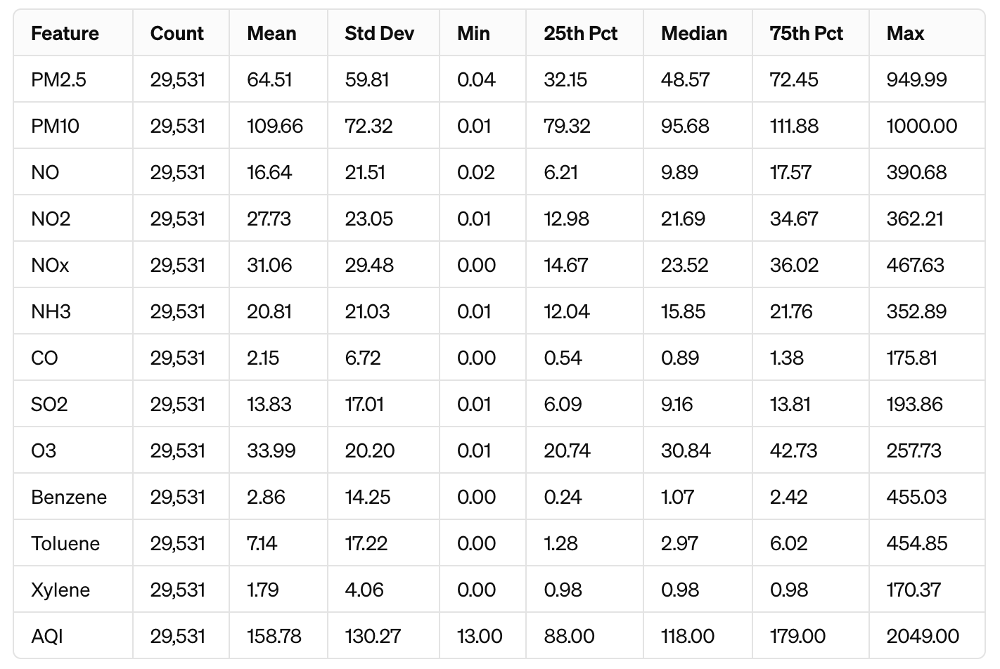 Feature Count Mean Std Dev Min 25th Pct Median 75th Pct Max
PM2.5 29,531 64.51 59.81 0.04 32.15 48.57 72.45 949.99
PM10 29,531 109.66 72.32 0.01 79.32 95.68 111.88 1000.00
NO 29,531 16.64 21.51 0.02 6.21 9.89 17.57 390.68
NO2 29,531 27.73 23.05 0.01 12.98 21.69 34.67 362.21
NOx 29,531 31.06 29.48 0.00 14.67 23.52 36.02 467.63
NH3 29,531 20.81 21.03 0.01 12.04 15.85 21.76 352.89
CO 29,531 2.15 6.72 0.00 0.54 0.89 1.38 175.81
SO2 29,531 13.83 17.01 0.01 6.09 9.16 13.81 193.86
O3 29,531 33.99 20.20 0.01 20.74 30.84 42.73 257.73
Benzene 29,531 2.86 14.25 0.00 0.24 1.07 2.42 455.03
Toluene 29,531 7.14 17.22 0.00 1.28 2.97 6.02 454.85
Xylene 29,531 1.79 4.06 0.00 0.98 0.98 0.98 170.37
AQI 29,531 158.78 130.27 13.00 88.00 118.00 179.00 2049.00